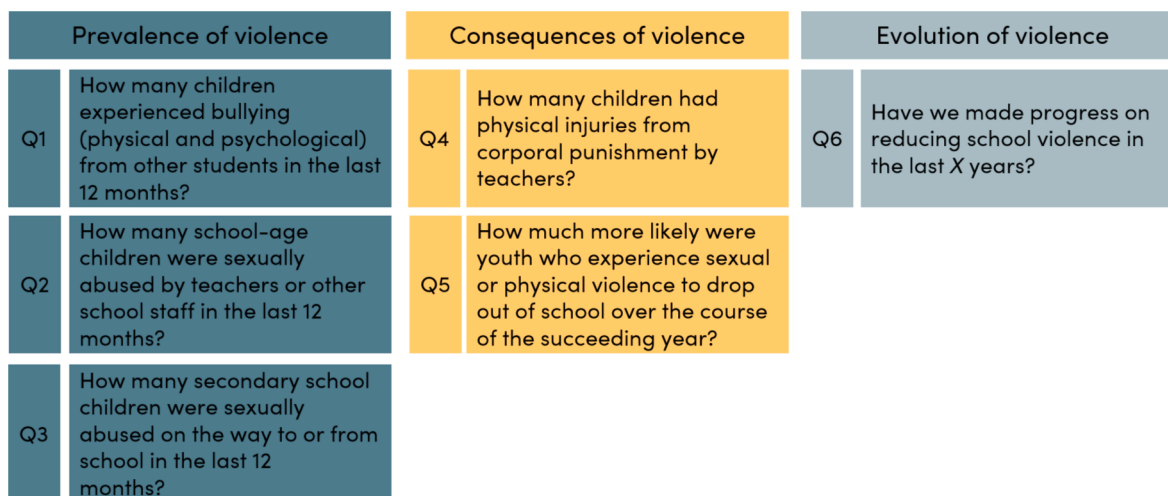 Prevalence of violence
Q1
How many children
experienced bullying
(physical and psychological)
from other students in the last
12 months?
Q2
How many school-age
children were sexually
abused by teachers or other
school staff in the last 12
months?
Q3
How many secondary school
children were sexually
abused on the way to or from
school in the last 12
months?
Consequences of violence
Q4
How many children had
physical injuries from
corporal punishment by
teachers?
Q5
How much more likely were
youth who experience sexual
or physical violence to drop
out of school over the course
of the succeeding year?
Evolution of violence
Q6
Have we made progress on
reducing school violence in
the last X years?